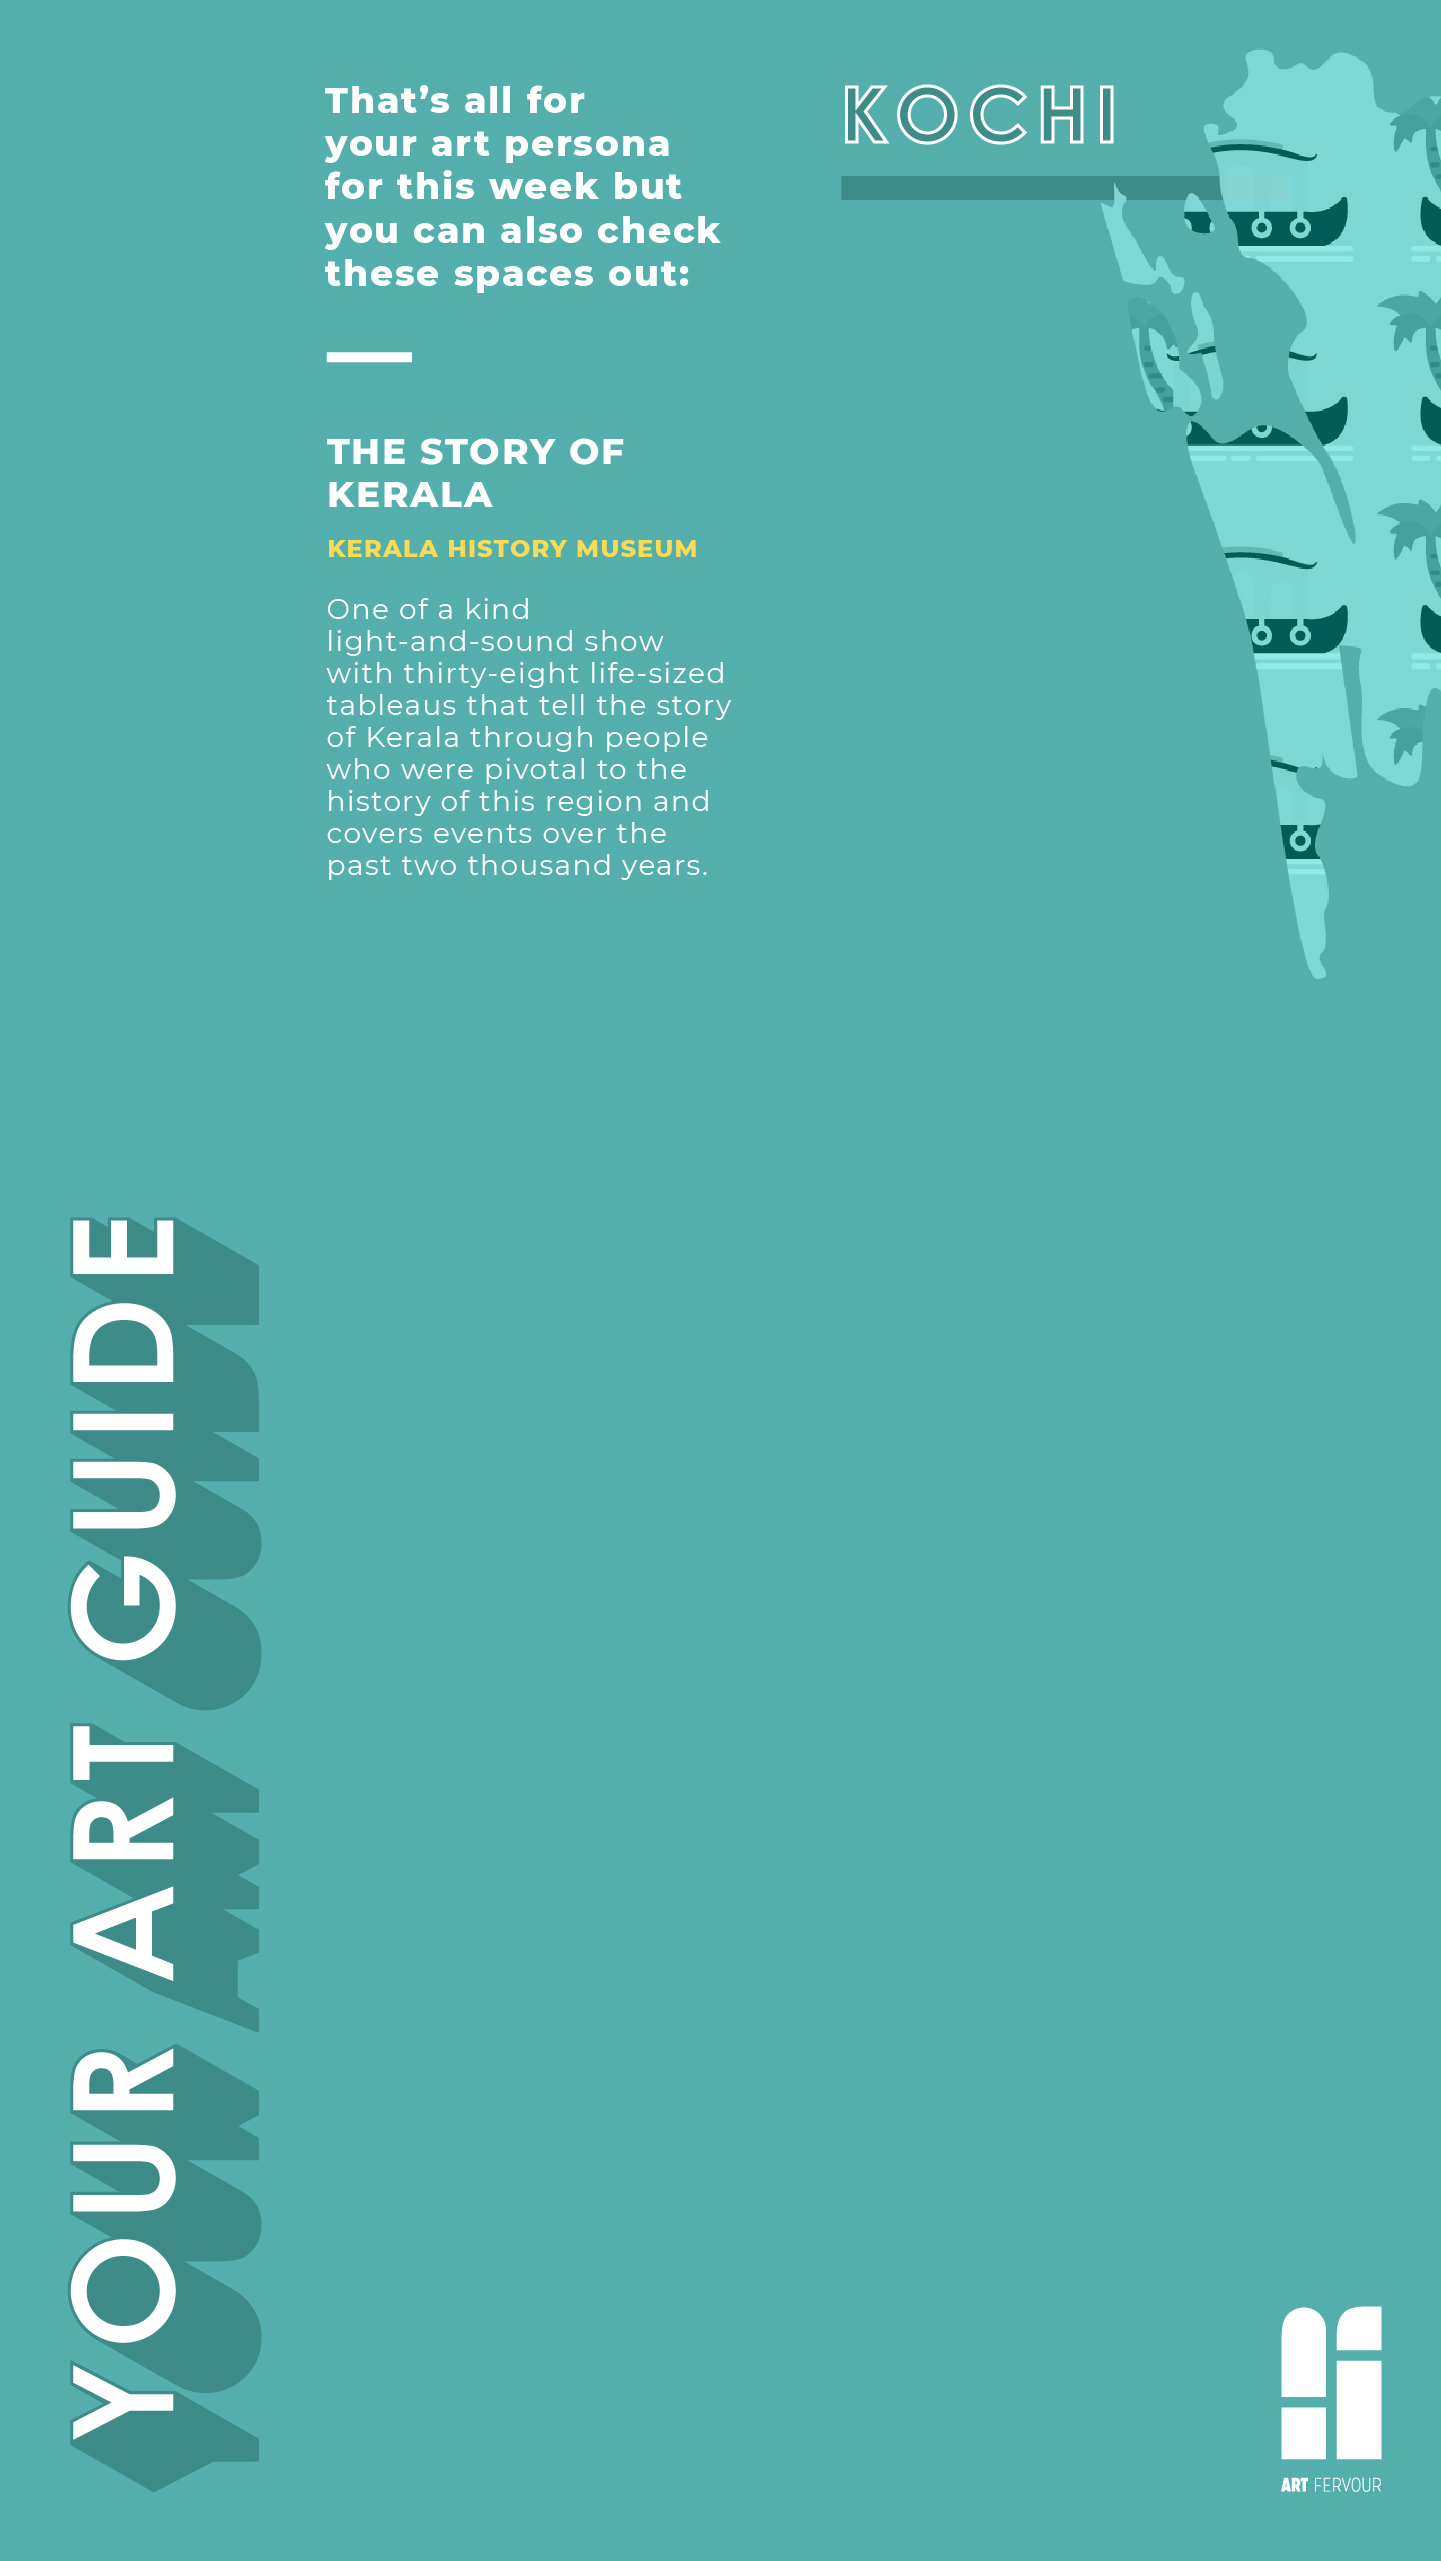 That’s all for
your art persona
for this week but
you can also check
these spaces out:
KOCHI
THE STORY OF
KERALA
KERALA HISTORY MUSEUM
One of a kind
light-and-sound show
with thirty-eight life-sized
tableaus that tell the story
of Kerala through people
who were pivotal to the
history of this region and
covers events over the
past two thousand years.
YOUR ART GUIDE
ART FERVOUR